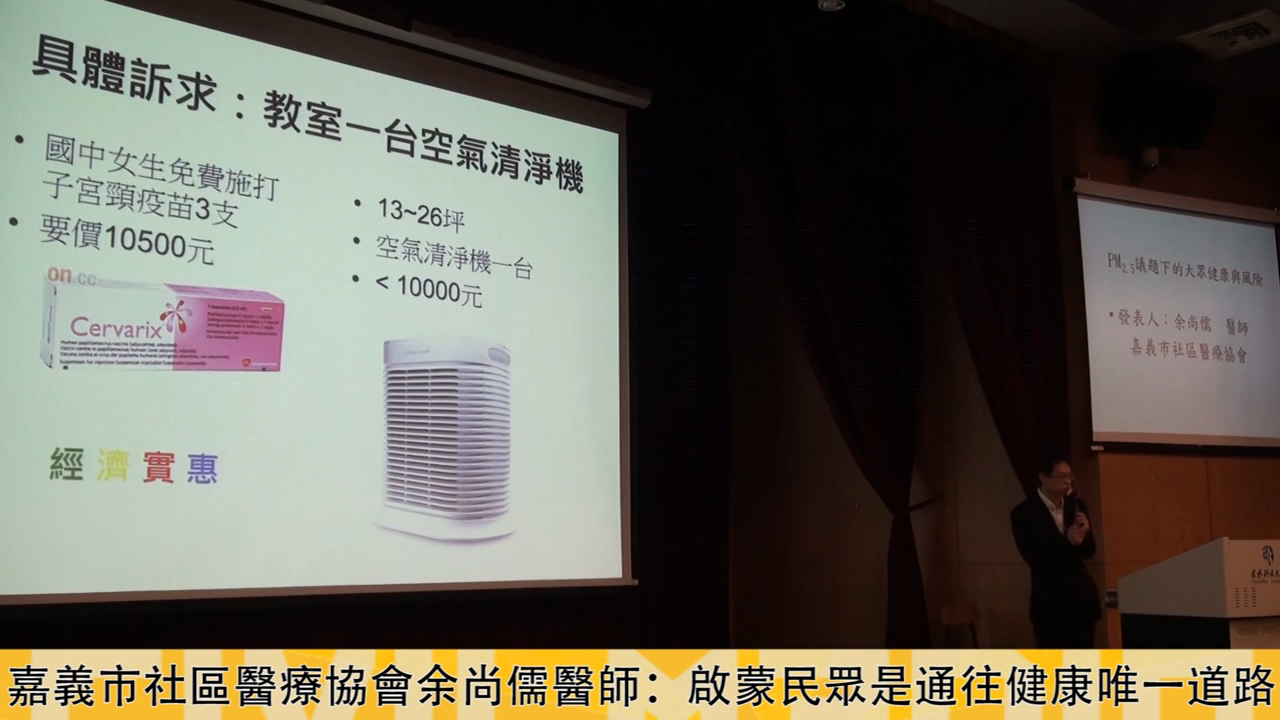 具體訴求：教室一台空氣清淨機
• 國中女生免費施打
子宮頸疫苗3支
• 要價10500元
on.cc
Cervarix
經濟實惠
• 13~26坪
• 空氣清淨機一台
• < 10000元
PM2.5議題下的大眾健康與風險
•發表人：余尚儒 醫師
嘉義市社區醫療協會
嘉義市社區醫療協會余尚儒醫師：啟蒙民眾是通往健康唯一道路